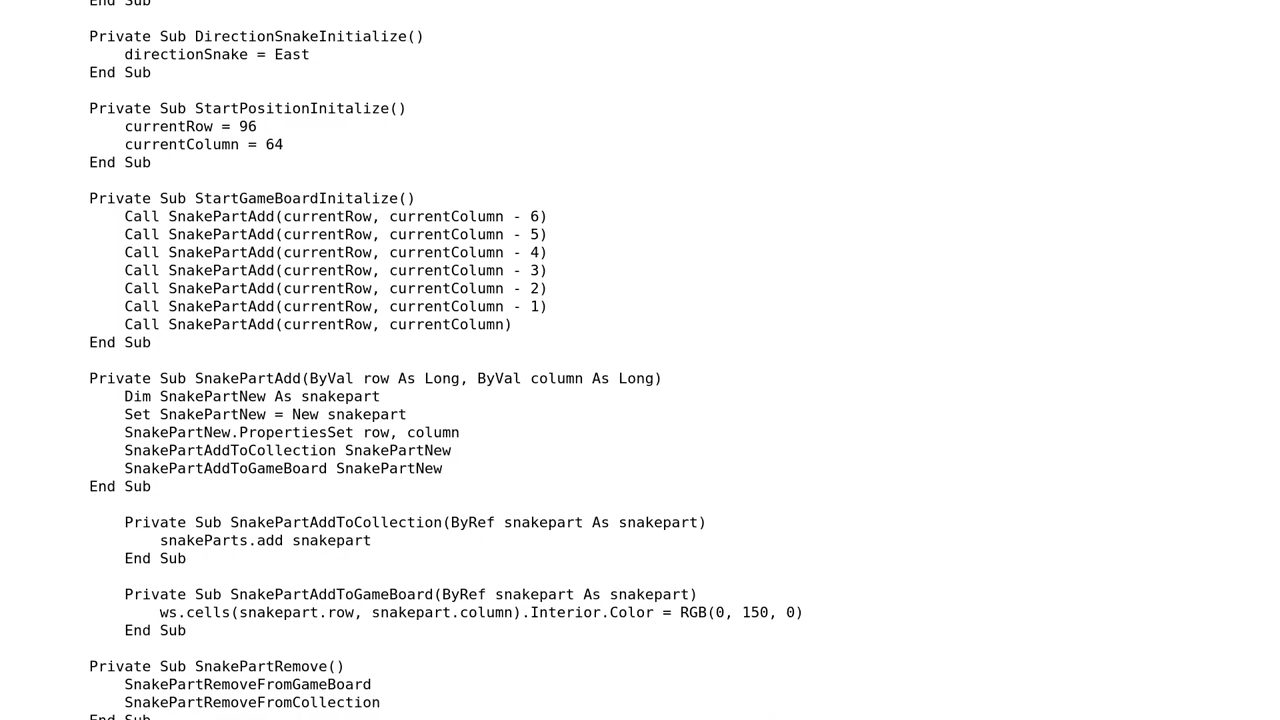 End Sub
Private Sub DirectionSnakeInitialize()
directionSnake = East
End Sub
Private Sub StartPositionInitalize()
currentRow = 96
currentColumn = 64
End Sub
Private Sub StartGameBoardInitalize()
Call SnakePartAdd(currentRow, currentColumn - 6)
Call SnakePartAdd(currentRow, currentColumn - 5)
Call SnakePartAdd(currentRow, currentColumn - 4)
Call SnakePartAdd(currentRow, currentColumn - 3)
Call SnakePartAdd(currentRow, currentColumn - 2)
Call SnakePartAdd(currentRow, currentColumn - 1)
Call SnakePartAdd(currentRow, currentColumn)
End Sub
Private Sub SnakePartAdd(ByVal row As Long, ByVal column As Long)
Dim SnakePartNew As snakepart
Set SnakePartNew = New snakepart
SnakePartNew.PropertiesSet row, column
SnakePartAddToCollection SnakePartNew
SnakePartAddToGameBoard SnakePartNew
End Sub
Private Sub SnakePartAddToCollection(ByRef snakepart As snakepart)
snakeParts.add snakepart
End Sub
Private Sub SnakePartAddToGameBoard(ByRef snakepart As snakepart)
ws.cells(snakepart.row, snakepart.column).Interior.Color = RGB(0, 150, 0)
End Sub
Private Sub SnakePartRemove()
SnakePartRemoveFromGameBoard
SnakePartRemoveFromCollection
End Sub